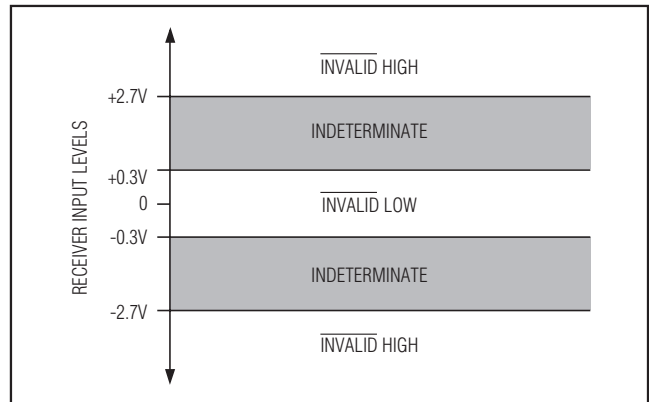 INVALID HIGH
+2.7V
INDETERMINATE
+0.3V
0
INVALID LOW
-0.3V
INDETERMINATE
-2.7V
INVALID HIGH
RECEIVER INPUT LEVELS